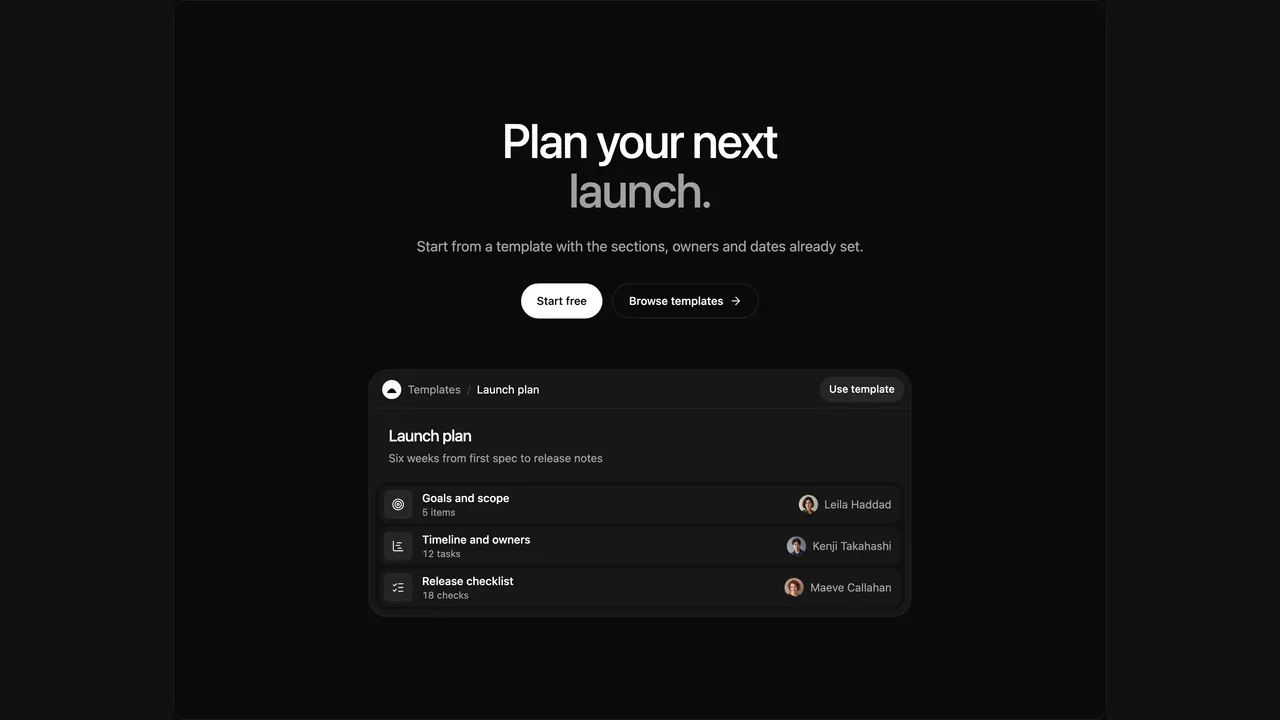 Plan your next
launch.
Start from a template with the sections, owners and dates already set.
Start free
Browse templates →
Templates / Launch plan
Use template
Launch plan
Six weeks from first spec to release notes
Goals and scope
5 items
Leila Haddad
Timeline and owners
12 tasks
Kenji Takahashi
Release checklist
18 checks
Maeve Callahan